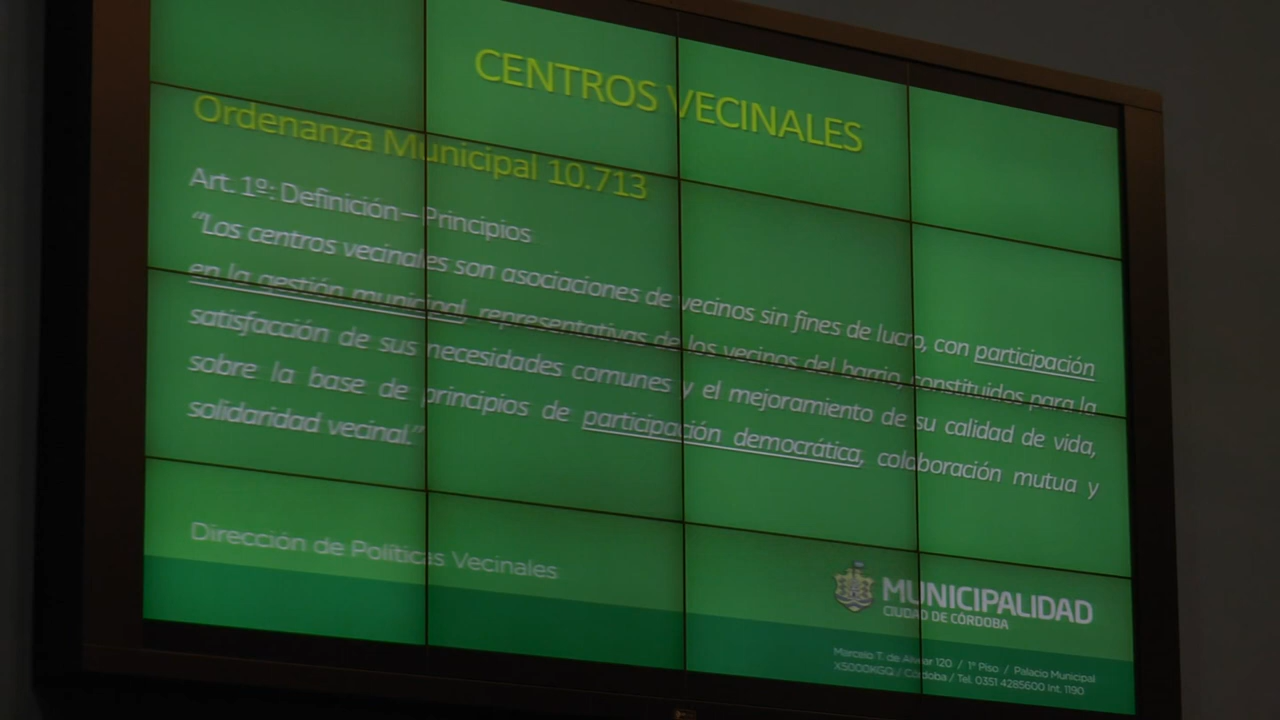 CENTROS VECINALES
Ordenanza Municipal 10.713
Art. 1º: Definición – Principios
“Los centros vecinales son asociaciones de vecinos sin fines de lucro, con participación
en la gestión municipal, representativas de los vecinos del barrio, constituidos para la
satisfacción de sus necesidades comunes y el mejoramiento de su calidad de vida,
sobre la base de principios de participación democrática, colaboración mutua y
solidaridad vecinal.”
Dirección de Políticas Vecinales
MUNICIPALIDAD
CIUDAD DE CÓRDOBA
Marcelo T. de Alvear 120 / 1º Piso / Palacio Municipal
X5000KGQ / Córdoba / Tel. 0351 4285600 Int. 1190